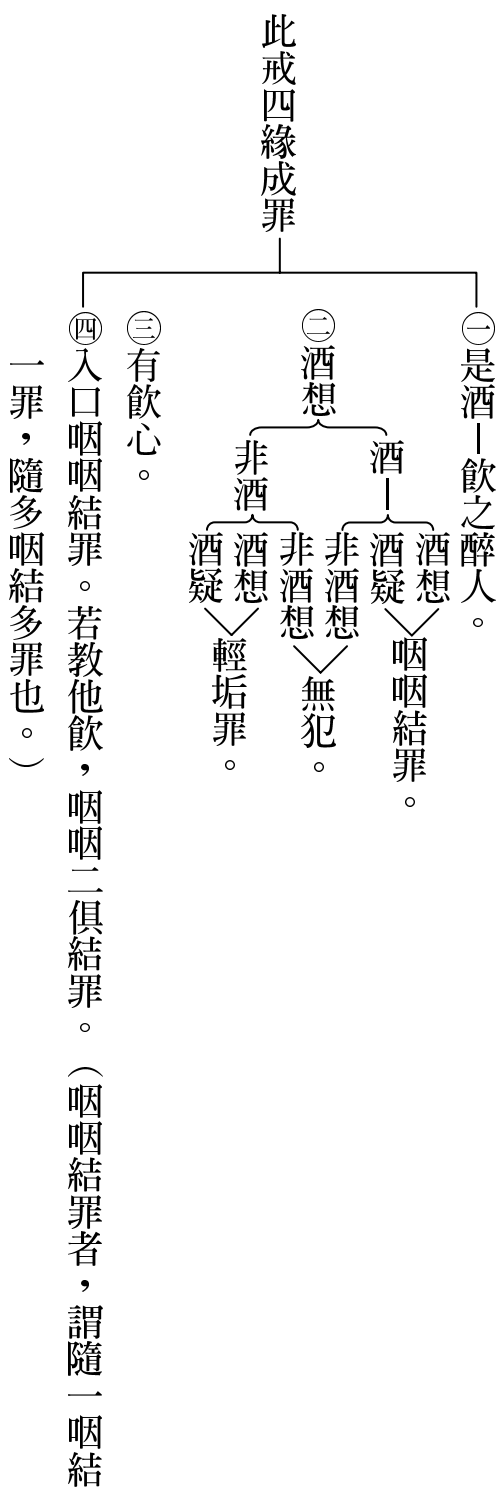 此戒四緣成罪
㊀是酒－飲之醉人。
㊁酒想
酒－
酒想
酒疑
咽咽結罪。
非酒想
非酒
非酒想
無犯。
酒想
酒疑
輕垢罪。
㊂有飲心。
㊃入口咽咽結罪。若教他飲，咽咽二俱結罪。（咽咽結罪者，謂隨一咽結
一罪，隨多咽結多罪也。）